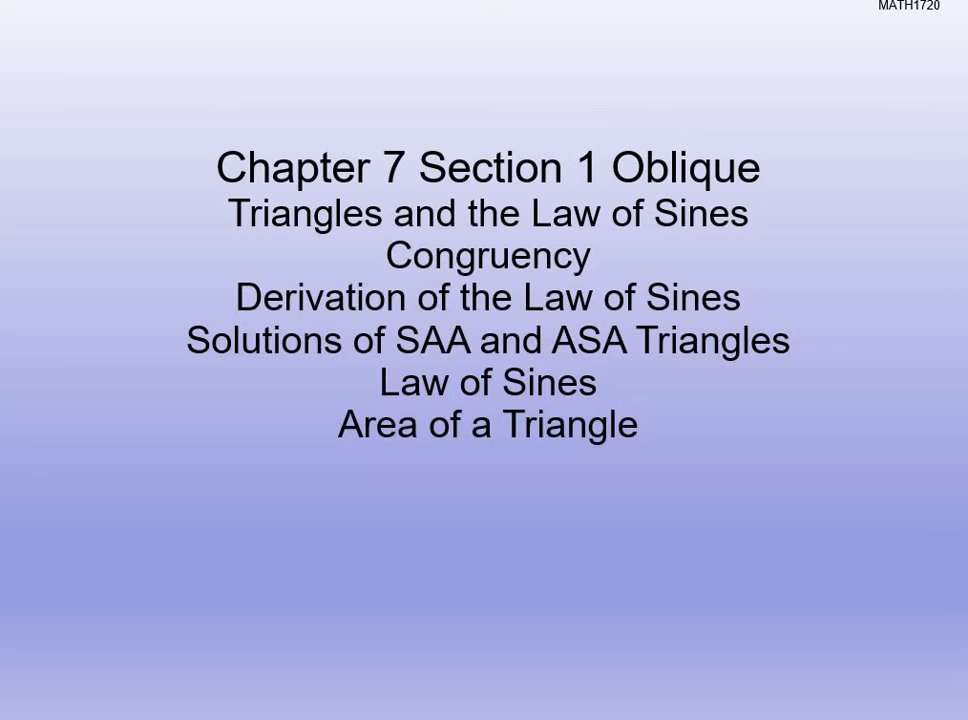 MATH1720
Chapter 7 Section 1 Oblique
Triangles and the Law of Sines
Congruency
Derivation of the Law of Sines
Solutions of SAA and ASA Triangles
Law of Sines
Area of a Triangle